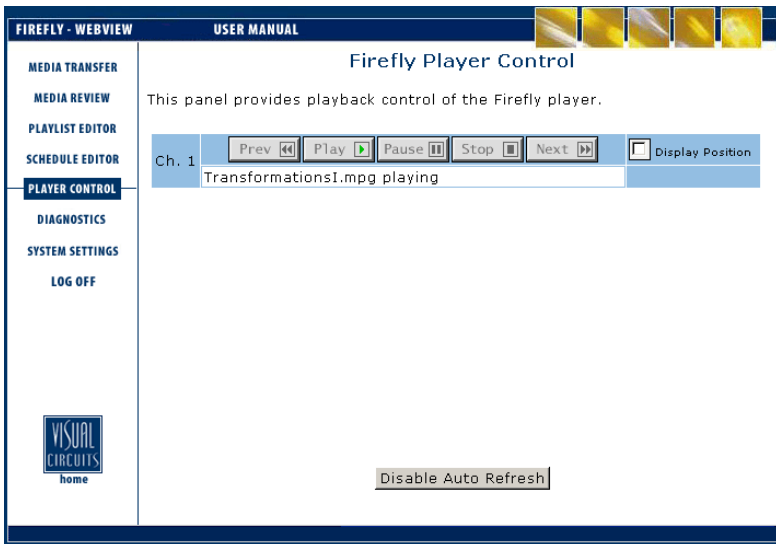 FIREFLY - WEBVIEW
USER MANUAL
MEDIA TRANSFER
MEDIA REVIEW
PLAYLIST EDITOR
SCHEDULE EDITOR
PLAYER CONTROL
DIAGNOSTICS
SYSTEM SETTINGS
LOG OFF
VISUAL
CIRCUITS
home
Firefly Player Control
This panel provides playback control of the Firefly player.
Ch. 1
Prev Play Pause Stop Next
Display Position
TransformationsI.mpg playing
Disable Auto Refresh